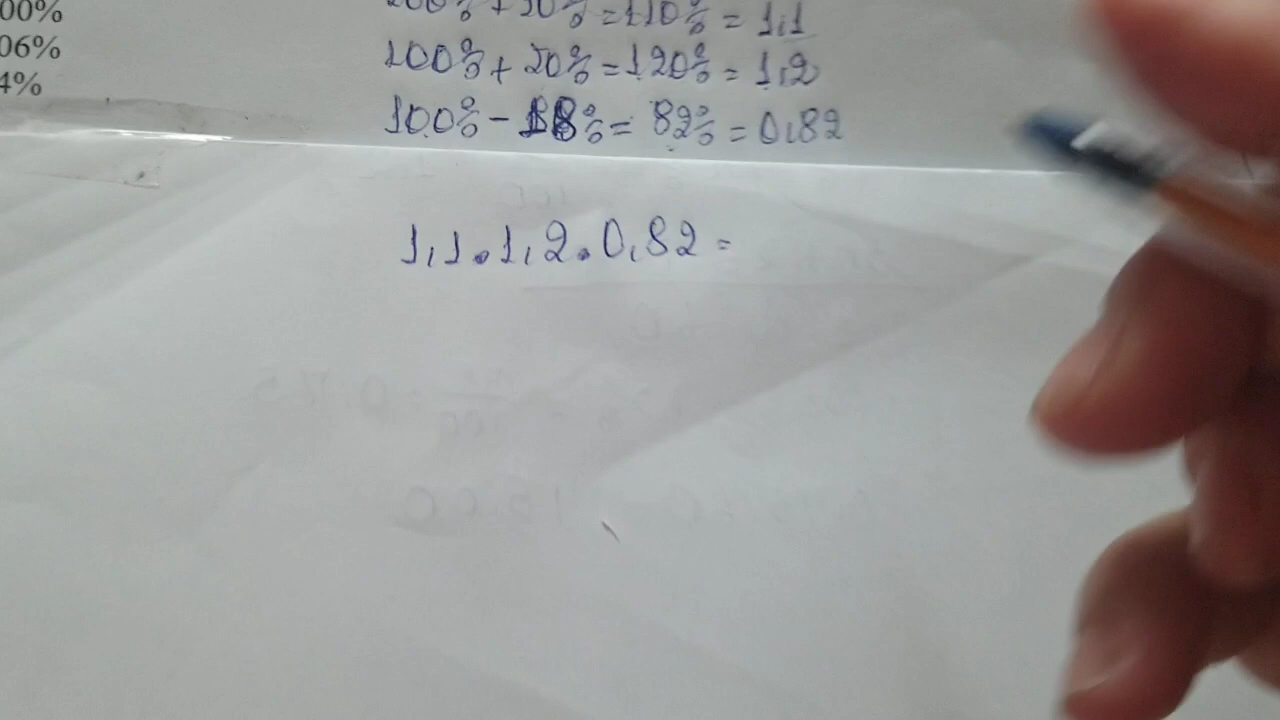 00%
06%
4%
100% + 10% = 110% = 1,1
100% + 20% = 120% = 1,2
100% - 18% = 82% = 0,82
1,1 . 1,2 . 0,82 =